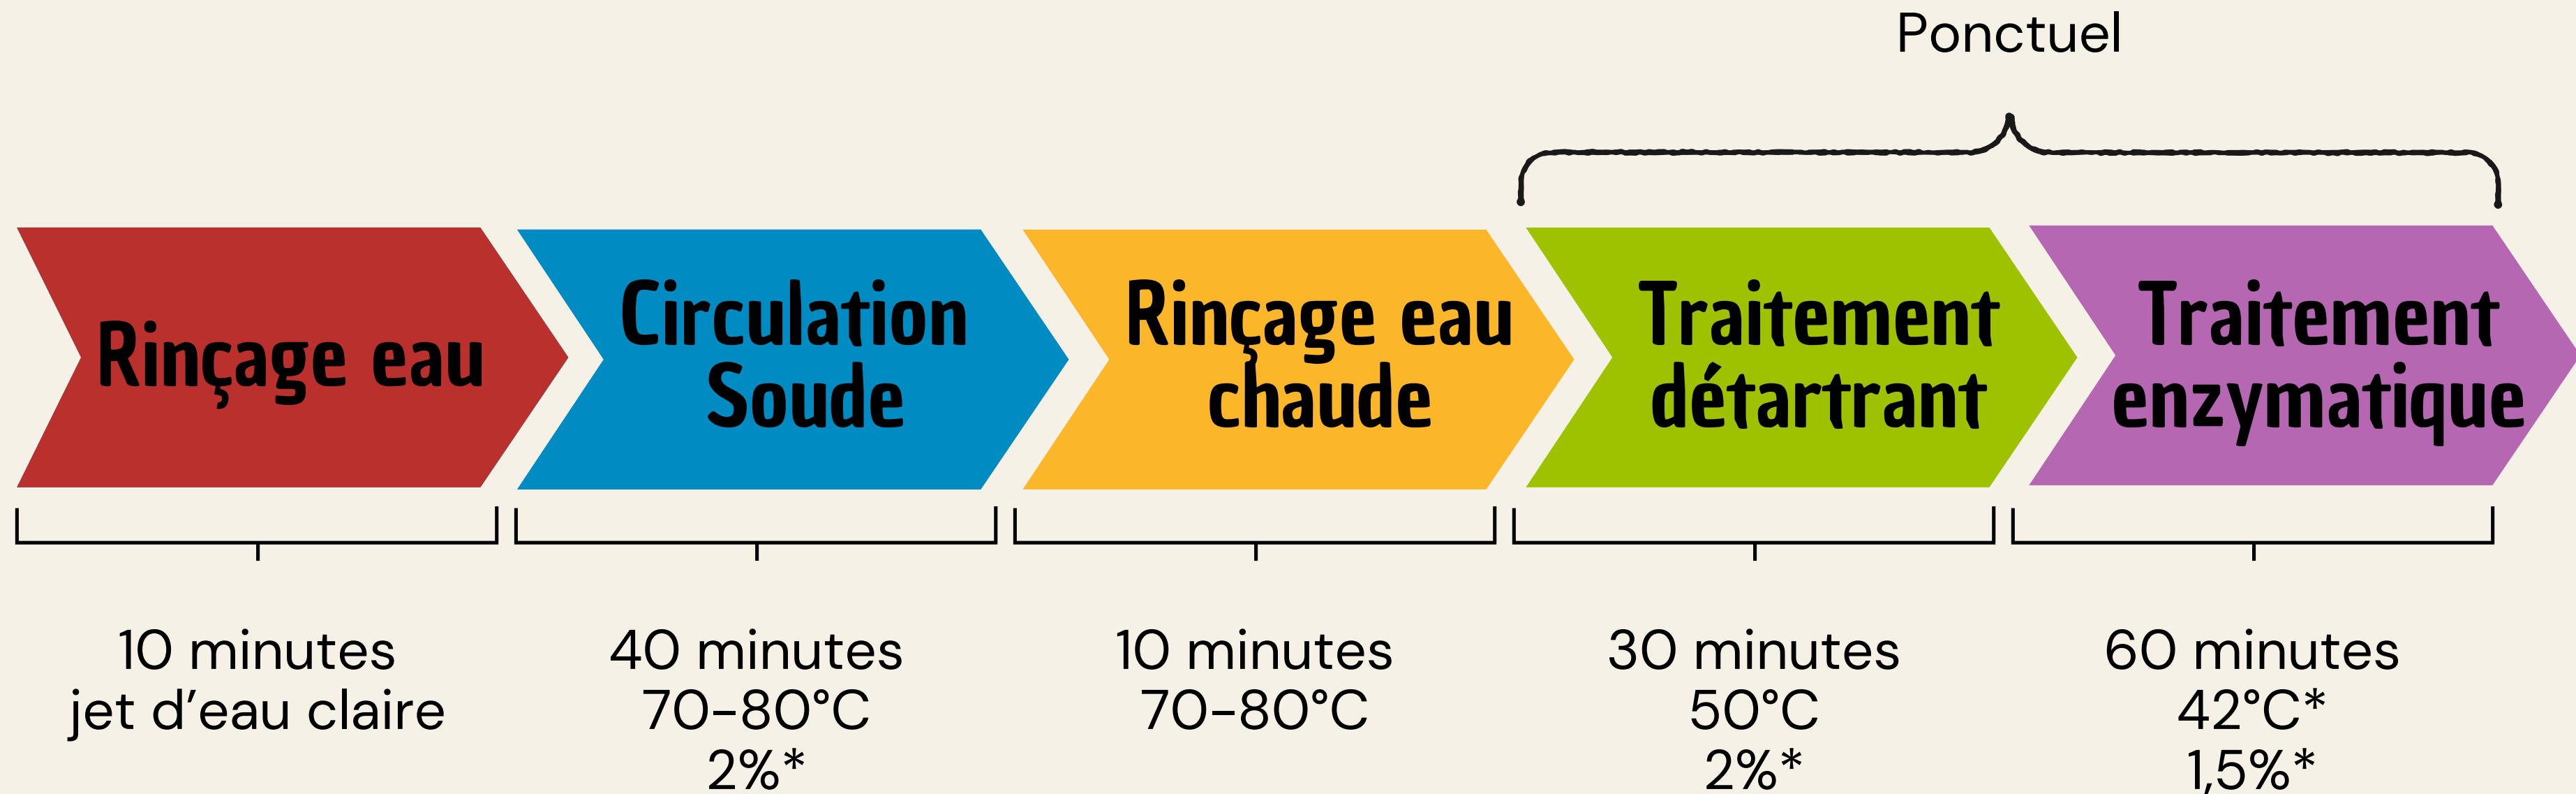 Ponctuel
Rinçage eau
Circulation
Soude
Rinçage eau
chaude
Traitement
détartrant
Traitement
enzymatique
10 minutes
jet d’eau claire
40 minutes
70-80°C
2%*
10 minutes
70-80°C
30 minutes
50°C
2%*
60 minutes
42°C*
1,5%*